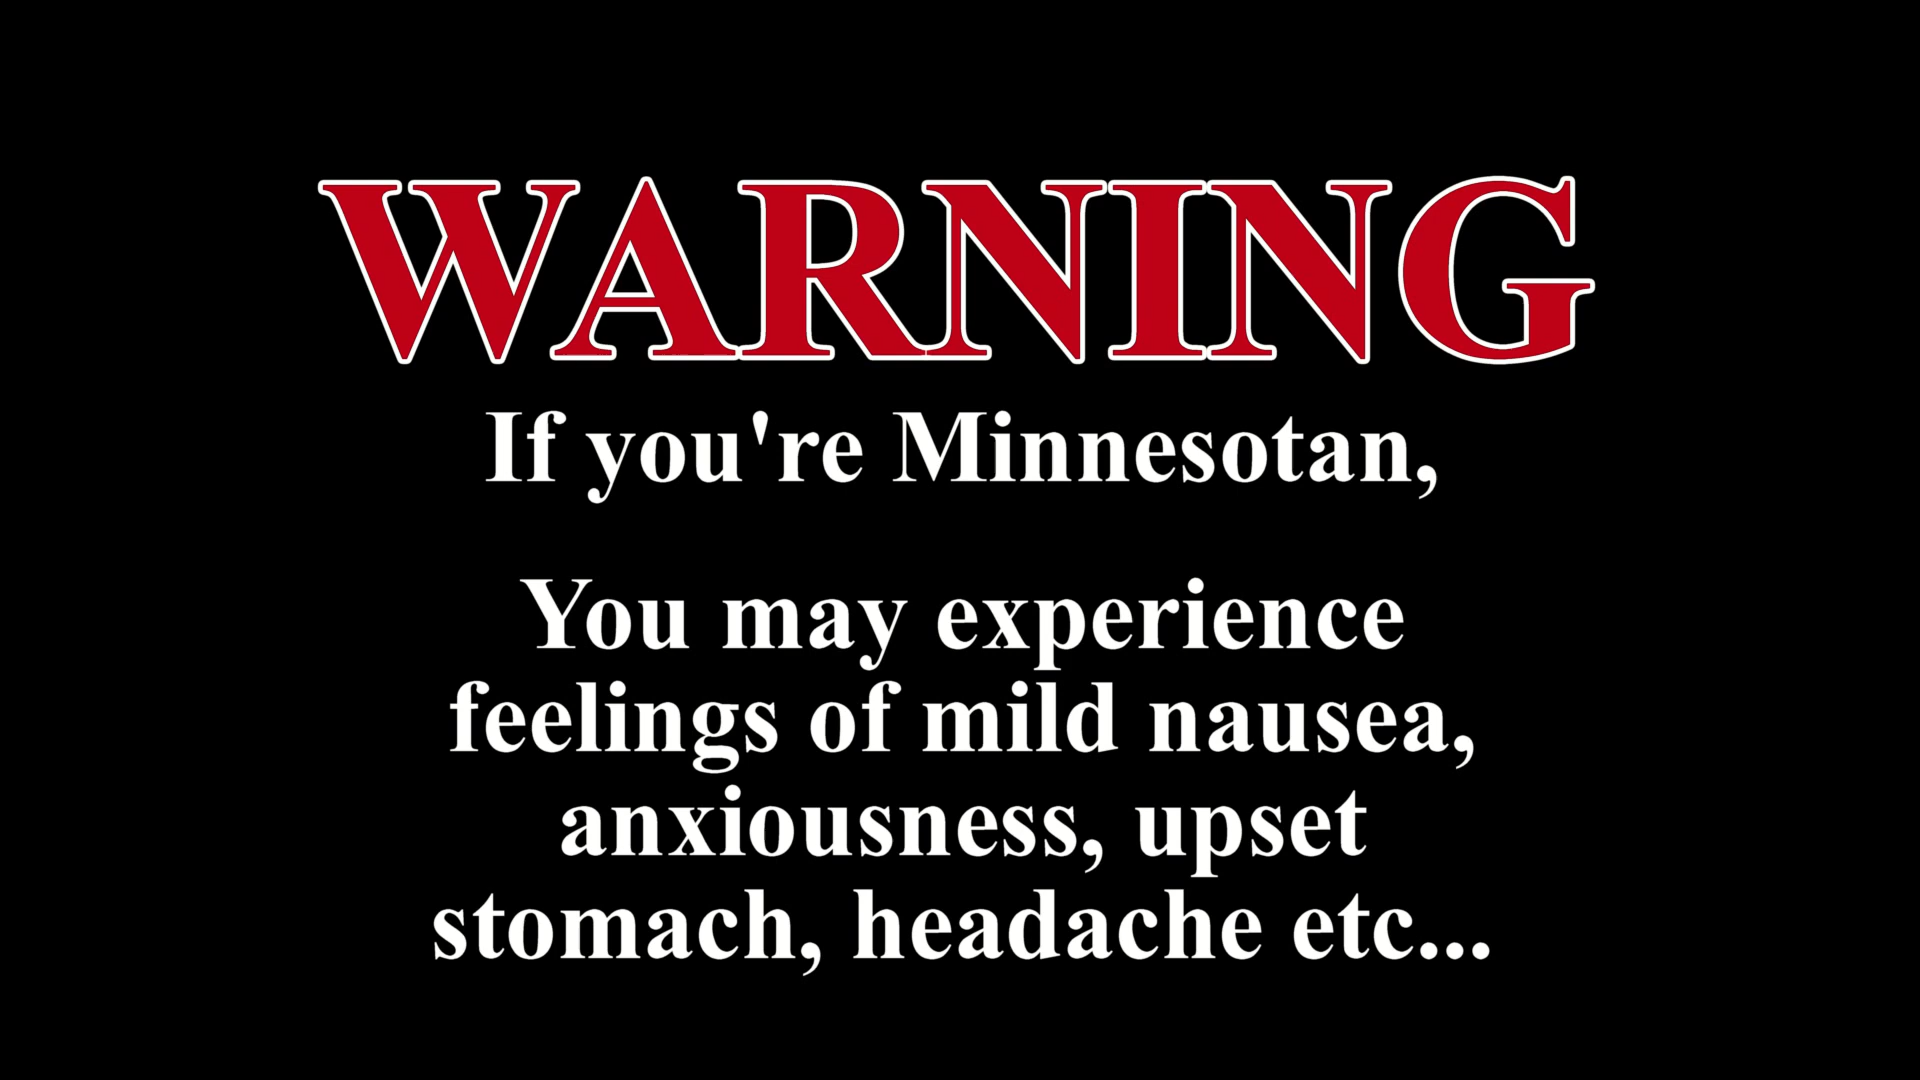 WARNING
If you're Minnesotan,
You may experience
feelings of mild nausea,
anxiousness, upset
stomach, headache etc...